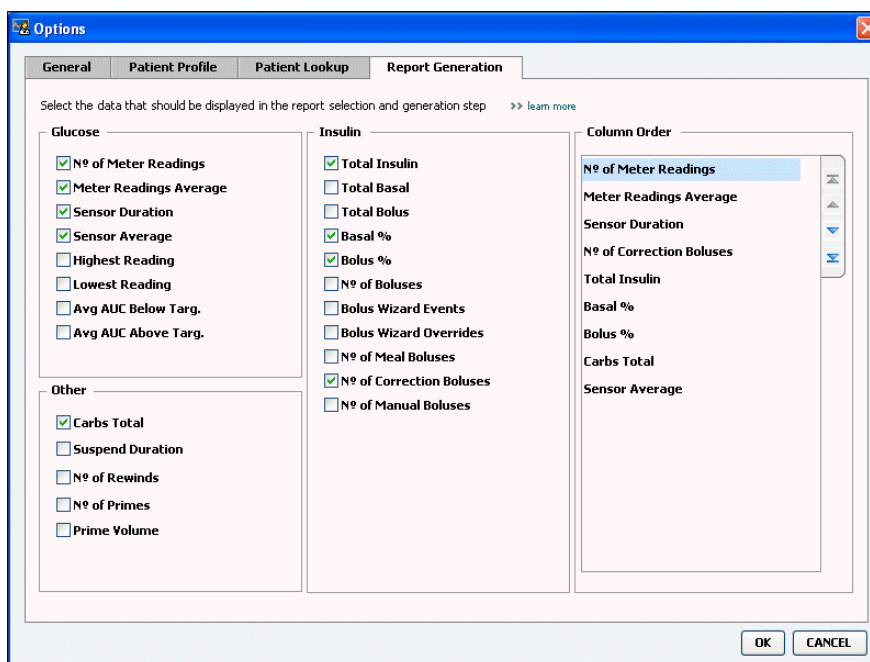 Options
General Patient Profile Patient Lookup Report Generation
Select the data that should be displayed in the report selection and generation step >> learn more
Glucose
Nº of Meter Readings
Meter Readings Average
Sensor Duration
Sensor Average
Highest Reading
Lowest Reading
Avg AUC Below Targ.
Avg AUC Above Targ.
Other
Carbs Total
Suspend Duration
Nº of Rewinds
Nº of Primes
Prime Volume
Insulin
Total Insulin
Total Basal
Total Bolus
Basal %
Bolus %
Nº of Boluses
Bolus Wizard Events
Bolus Wizard Overrides
Nº of Meal Boluses
Nº of Correction Boluses
Nº of Manual Boluses
Column Order
Nº of Meter Readings
Meter Readings Average
Sensor Duration
Nº of Correction Boluses
Total Insulin
Basal %
Bolus %
Carbs Total
Sensor Average
OK CANCEL